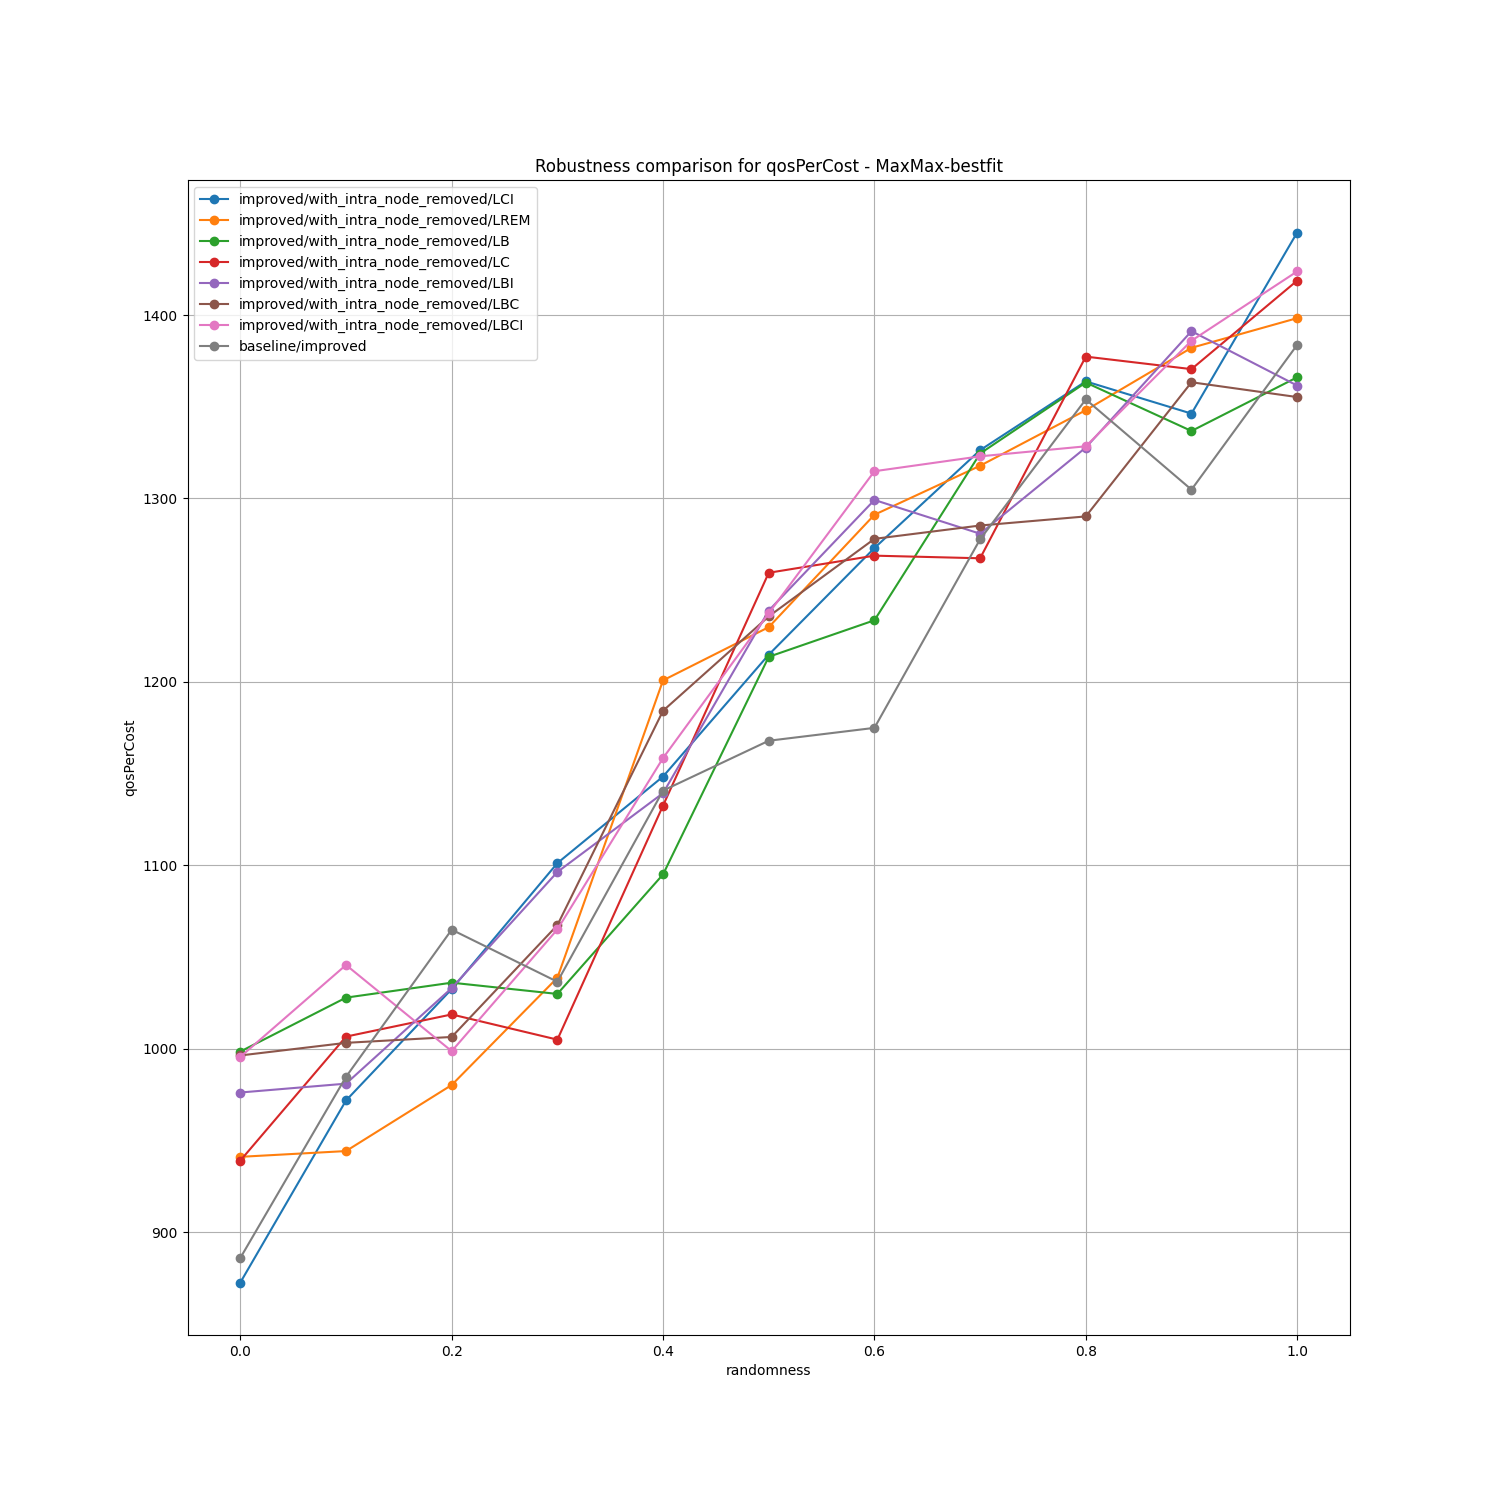 Robustness comparison for qosPerCost - MaxMax-bestfit
improved/with_intra_node_removed/LCI
improved/with_intra_node_removed/LREM
improved/with_intra_node_removed/LB
improved/with_intra_node_removed/LC
improved/with_intra_node_removed/LBI
improved/with_intra_node_removed/LBC
improved/with_intra_node_removed/LBCI
baseline/improved
1400
1300
1200
1100
1000
900
qosPerCost
0.0 0.2 0.4 0.6 0.8 1.0
randomness